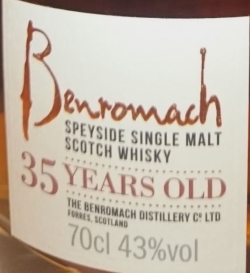 Benromach
SPEYSIDE SINGLE MALT
SCOTCH WHISKY
35 YEARS OLD
THE BENROMACH DISTILLERY Cº LTD
FORRES, SCOTLAND
70cl 43%vol